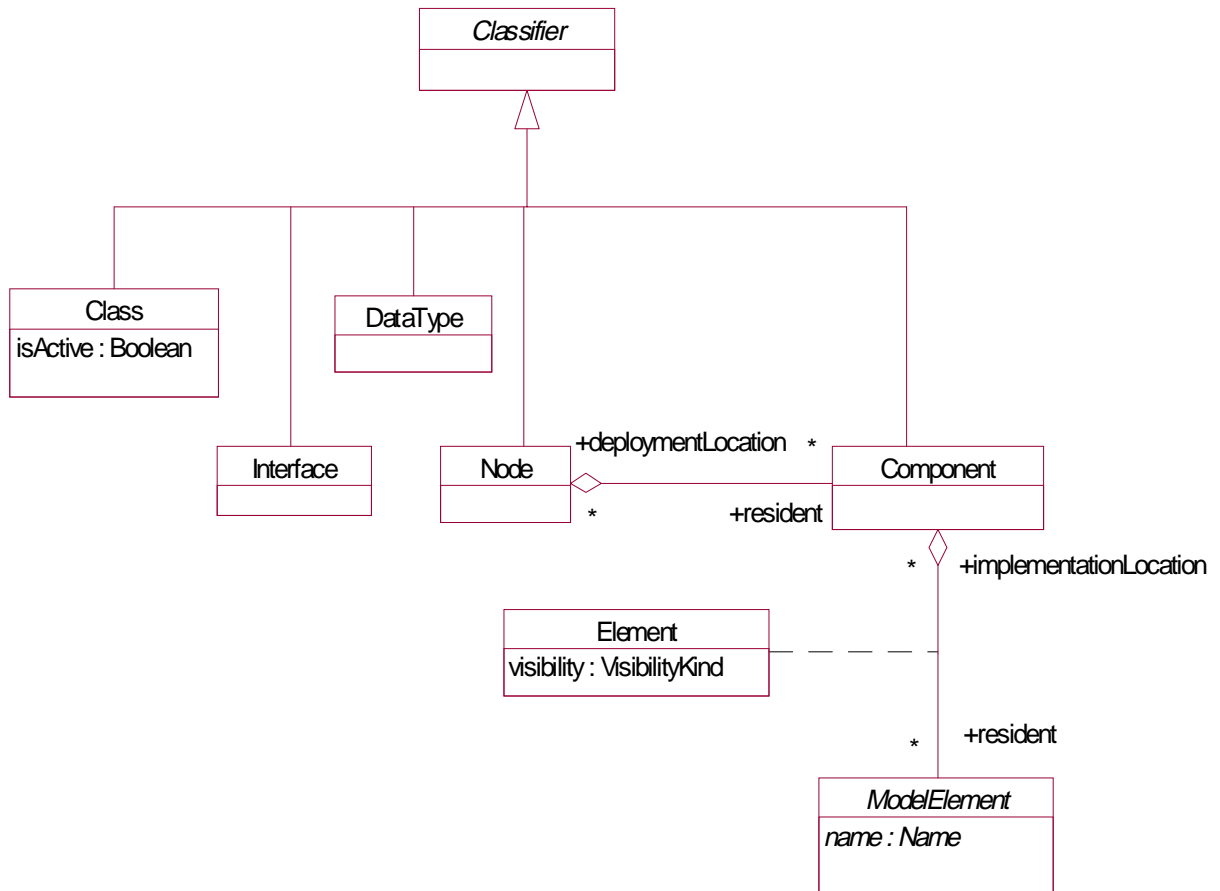 Classifier
Class
isActive : Boolean
DataType
Interface
Node
+deploymentLocation
*
*
+resident
Component
*
+implementationLocation
Element
visibility : VisibilityKind
*
+resident
ModelElement
name : Name